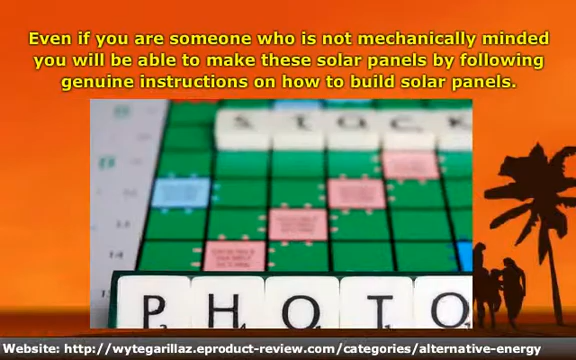 Even if you are someone who is not mechanically minded
you will be able to make these solar panels by following
genuine instructions on how to build solar panels.
STOCK
PHOTO
Website: http://wytegarillaz.eproduct-review.com/categories/alternative-energy